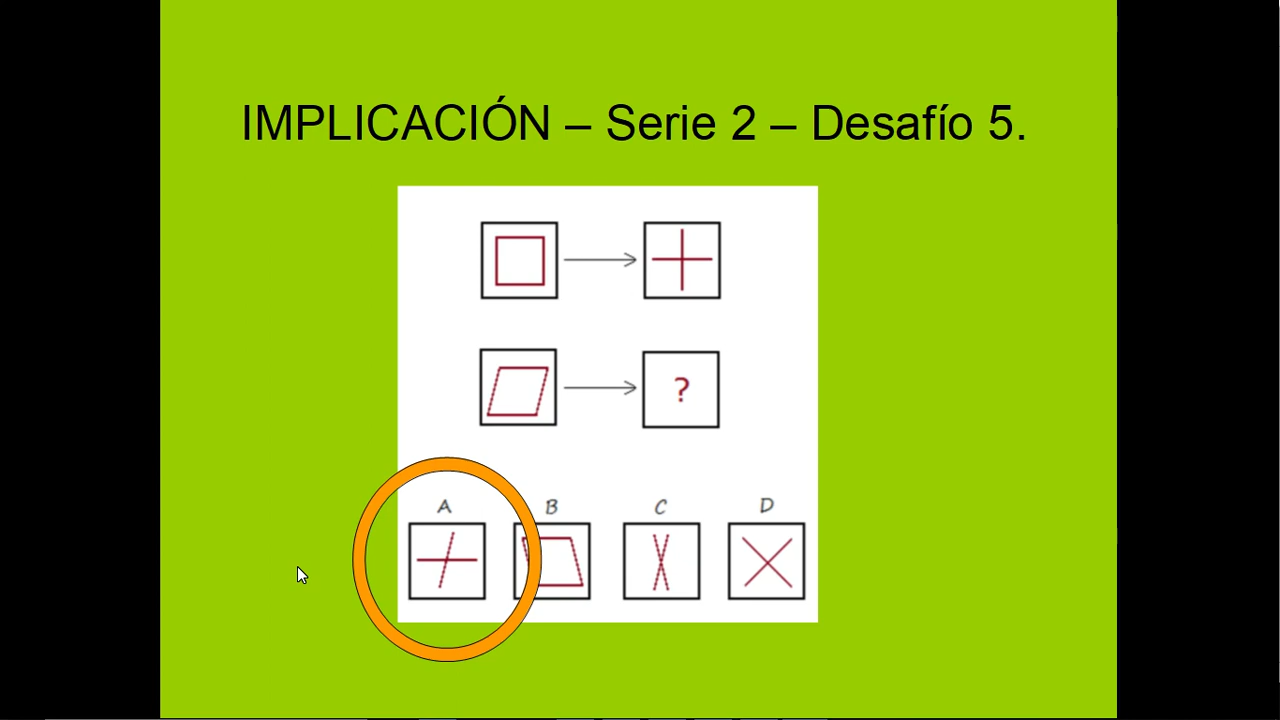 IMPLICACIÓN – Serie 2 – Desafío 5.
?
A B C D